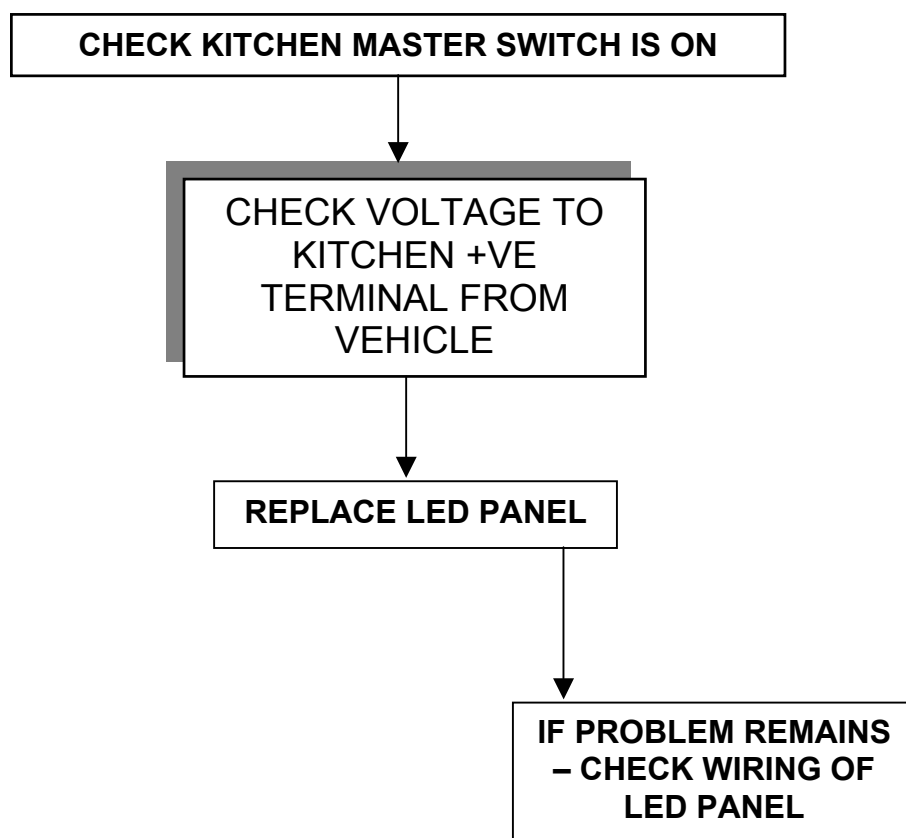 CHECK KITCHEN MASTER SWITCH IS ON
CHECK VOLTAGE TO
KITCHEN +VE
TERMINAL FROM
VEHICLE
REPLACE LED PANEL
IF PROBLEM REMAINS
– CHECK WIRING OF
LED PANEL